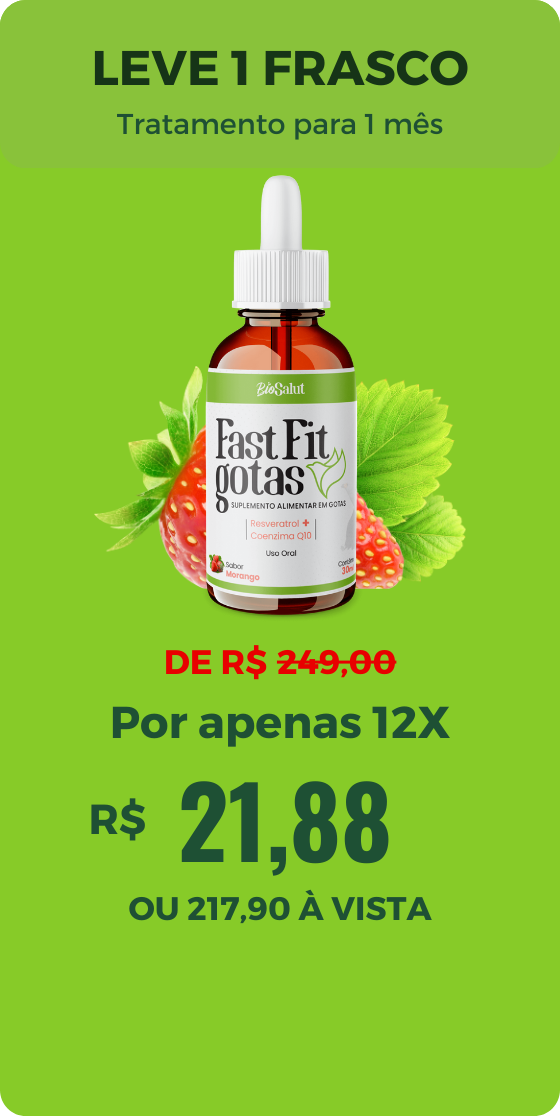 LEVE 1 FRASCO
Tratamento para 1 mês
BioSalut
Fast Fit
gotas
SUPLEMENTO ALIMENTAR EM GOTAS
Resveratrol +
Coenzima Q10
Uso Oral
Sabor
Morango
30ml
DE R$ 249,00
Por apenas 12X
R$ 21,88
OU 217,90 À VISTA